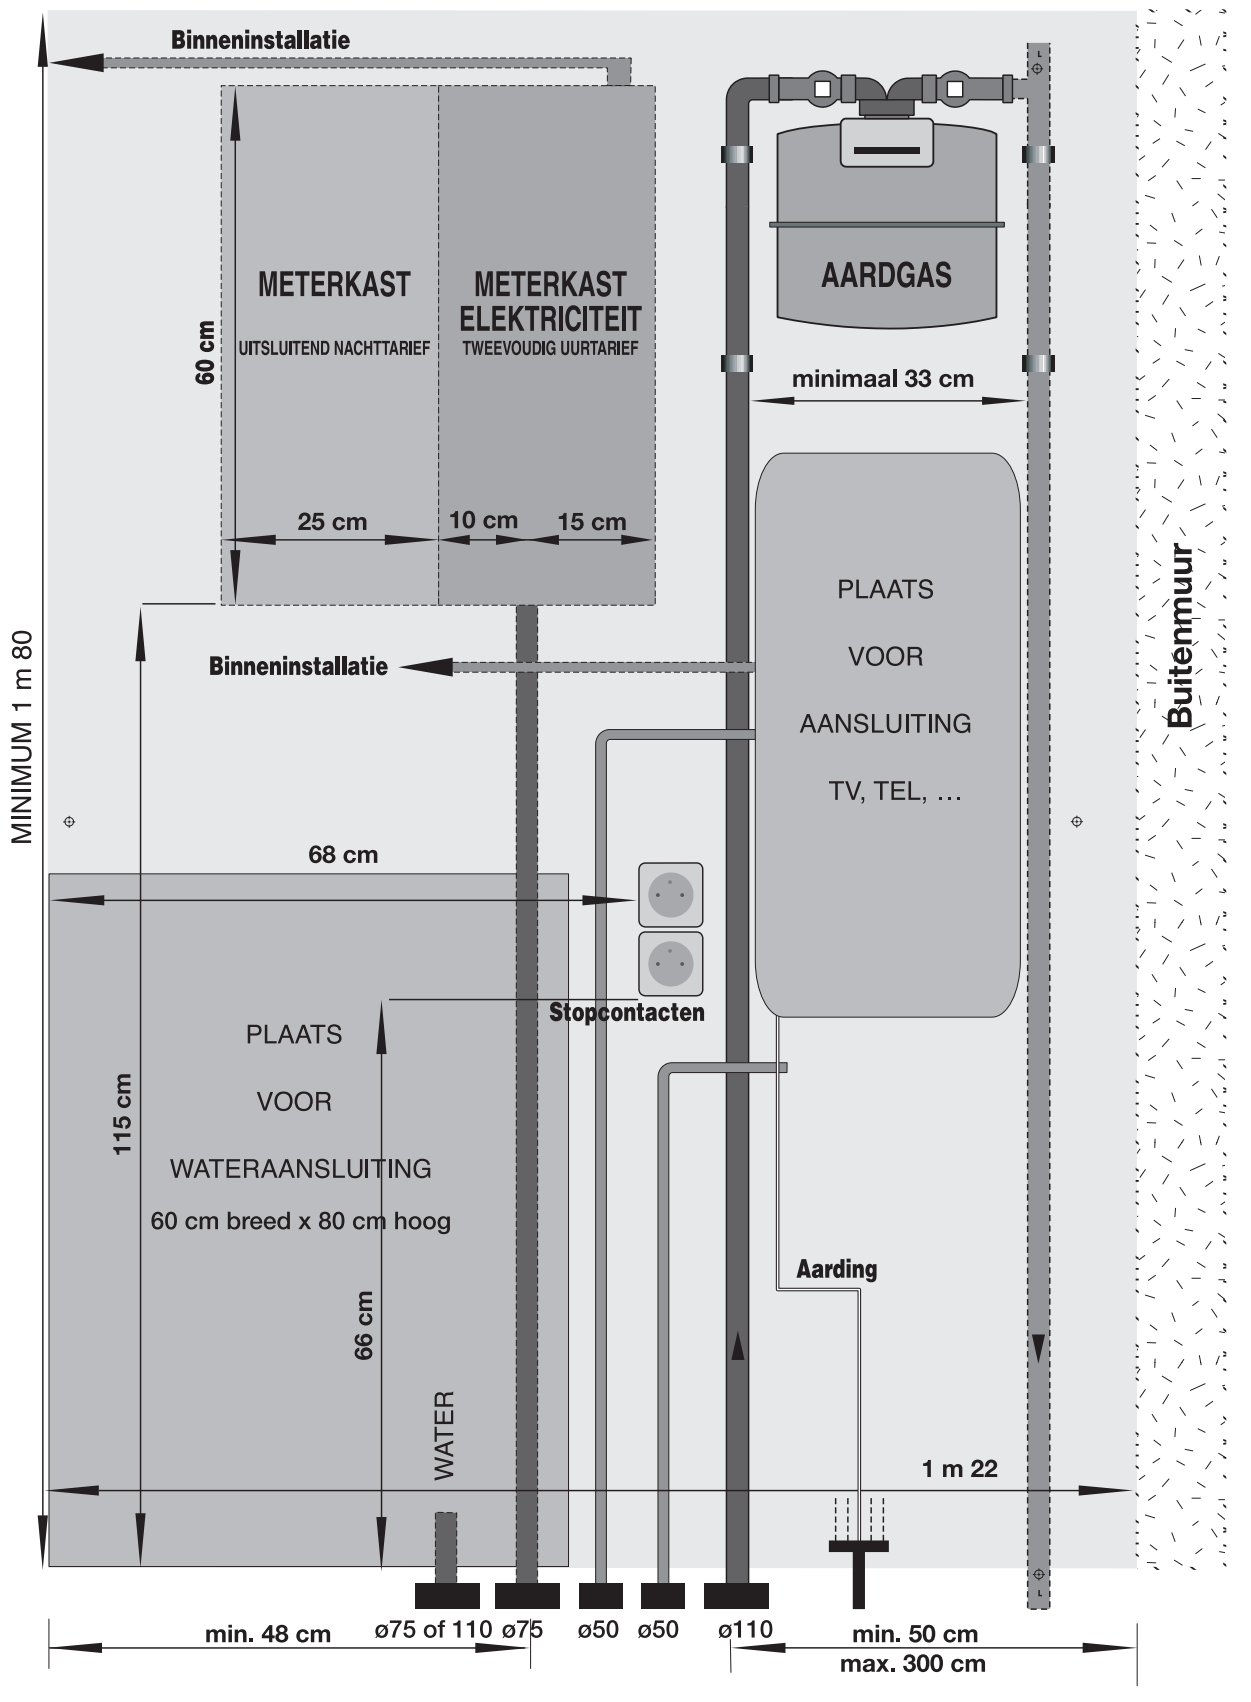 Binneninstallatie
METERKAST
UITSLUITEND NACHTTARIEF
METERKAST
ELEKTRICITEIT
TWEEVOUDIG UURTARIEF
60 cm
25 cm
10 cm
15 cm
AARDGAS
minimaal 33 cm
PLAATS
VOOR
AANSLUITING
TV, TEL, ...
Buitenmuur
MINIMUM 1 m 80
Binneninstallatie
68 cm
Stopcontacten
115 cm
PLAATS
VOOR
WATERAANSLUITING
60 cm breed x 80 cm hoog
66 cm
WATER
Aarding
1 m 22
ø75 of 110
ø75
ø50
ø50
ø110
min. 48 cm
min. 50 cm
max. 300 cm